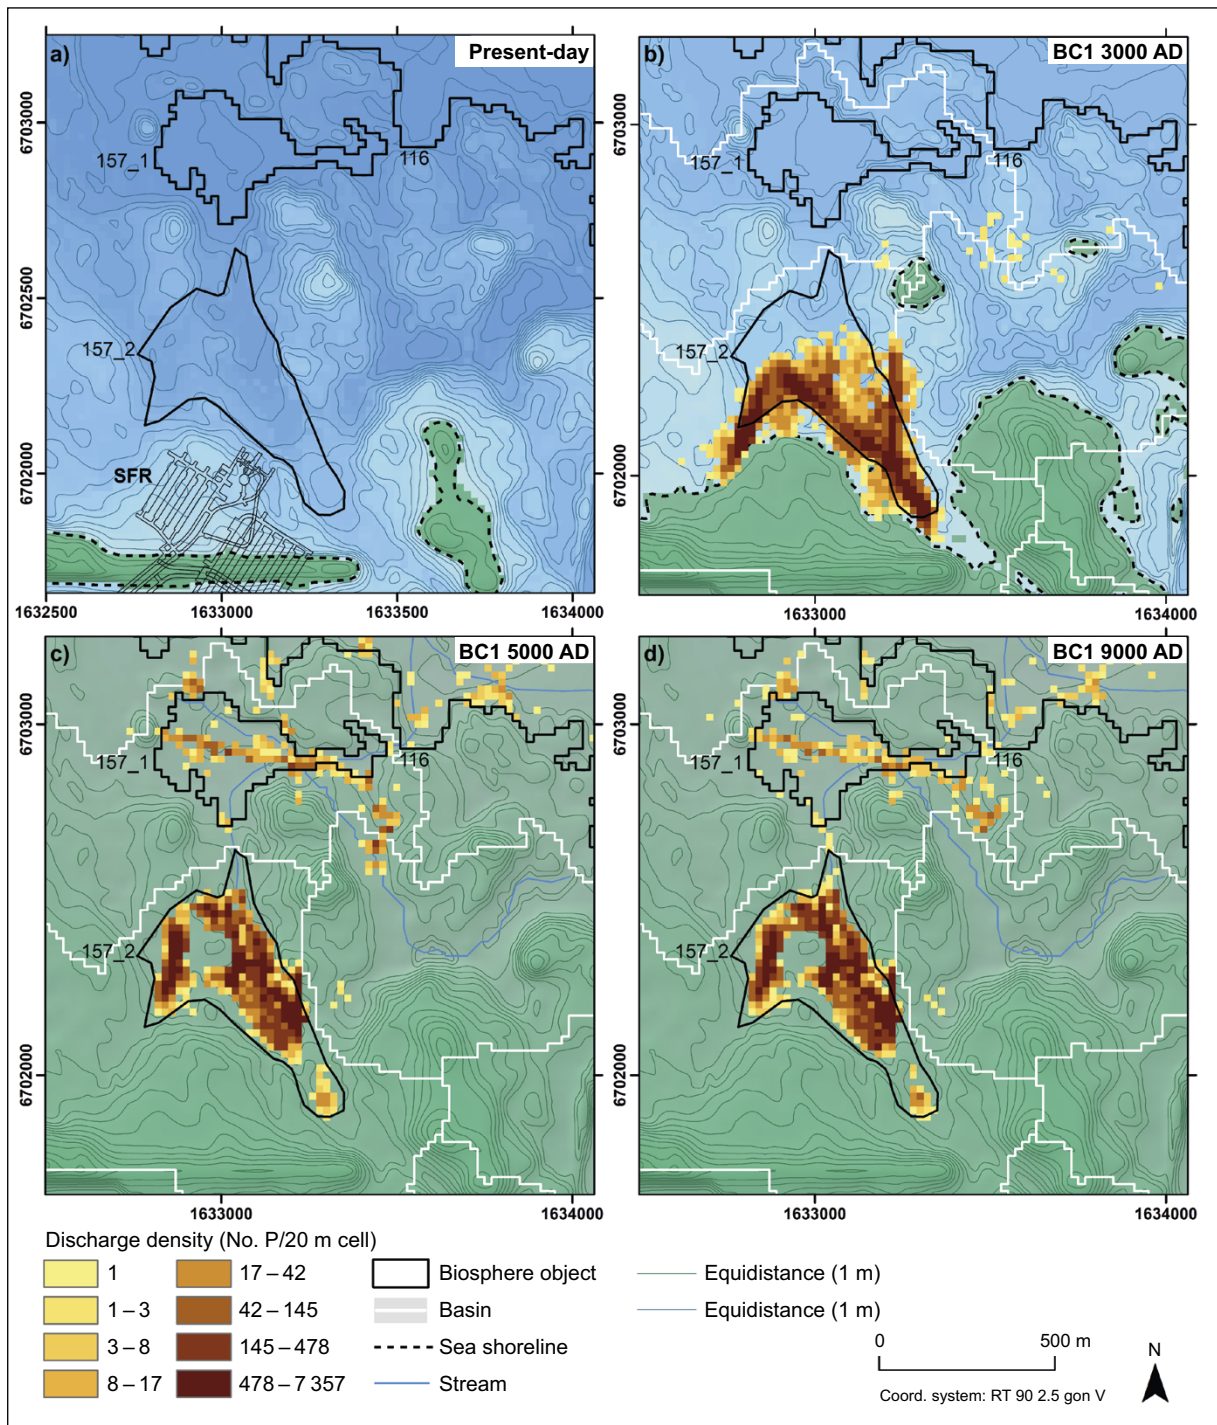 a)
Present-day
b)
BC1 3000 AD
6703000
6703000
157_1
116
157_1
116
6702500
157_2
157_2
SFR
6702000
6702000
1632500
1633000
1633500
1634000
1633000
1634000
c)
BC1 5000 AD
d)
BC1 9000 AD
6703000
6703000
157_1
116
157_1
116
157_2
157_2
6702000
6702000
1633000
1634000
1633000
1634000
Discharge density (No. P/20 m cell)
1
17 – 42
Biosphere object
Equidistance (1 m)
1 – 3
42 – 145
Basin
Equidistance (1 m)
3 – 8
145 – 478
Sea shoreline
0
500 m
N
8 – 17
478 – 7 357
Stream
Coord. system: RT 90 2.5 gon V